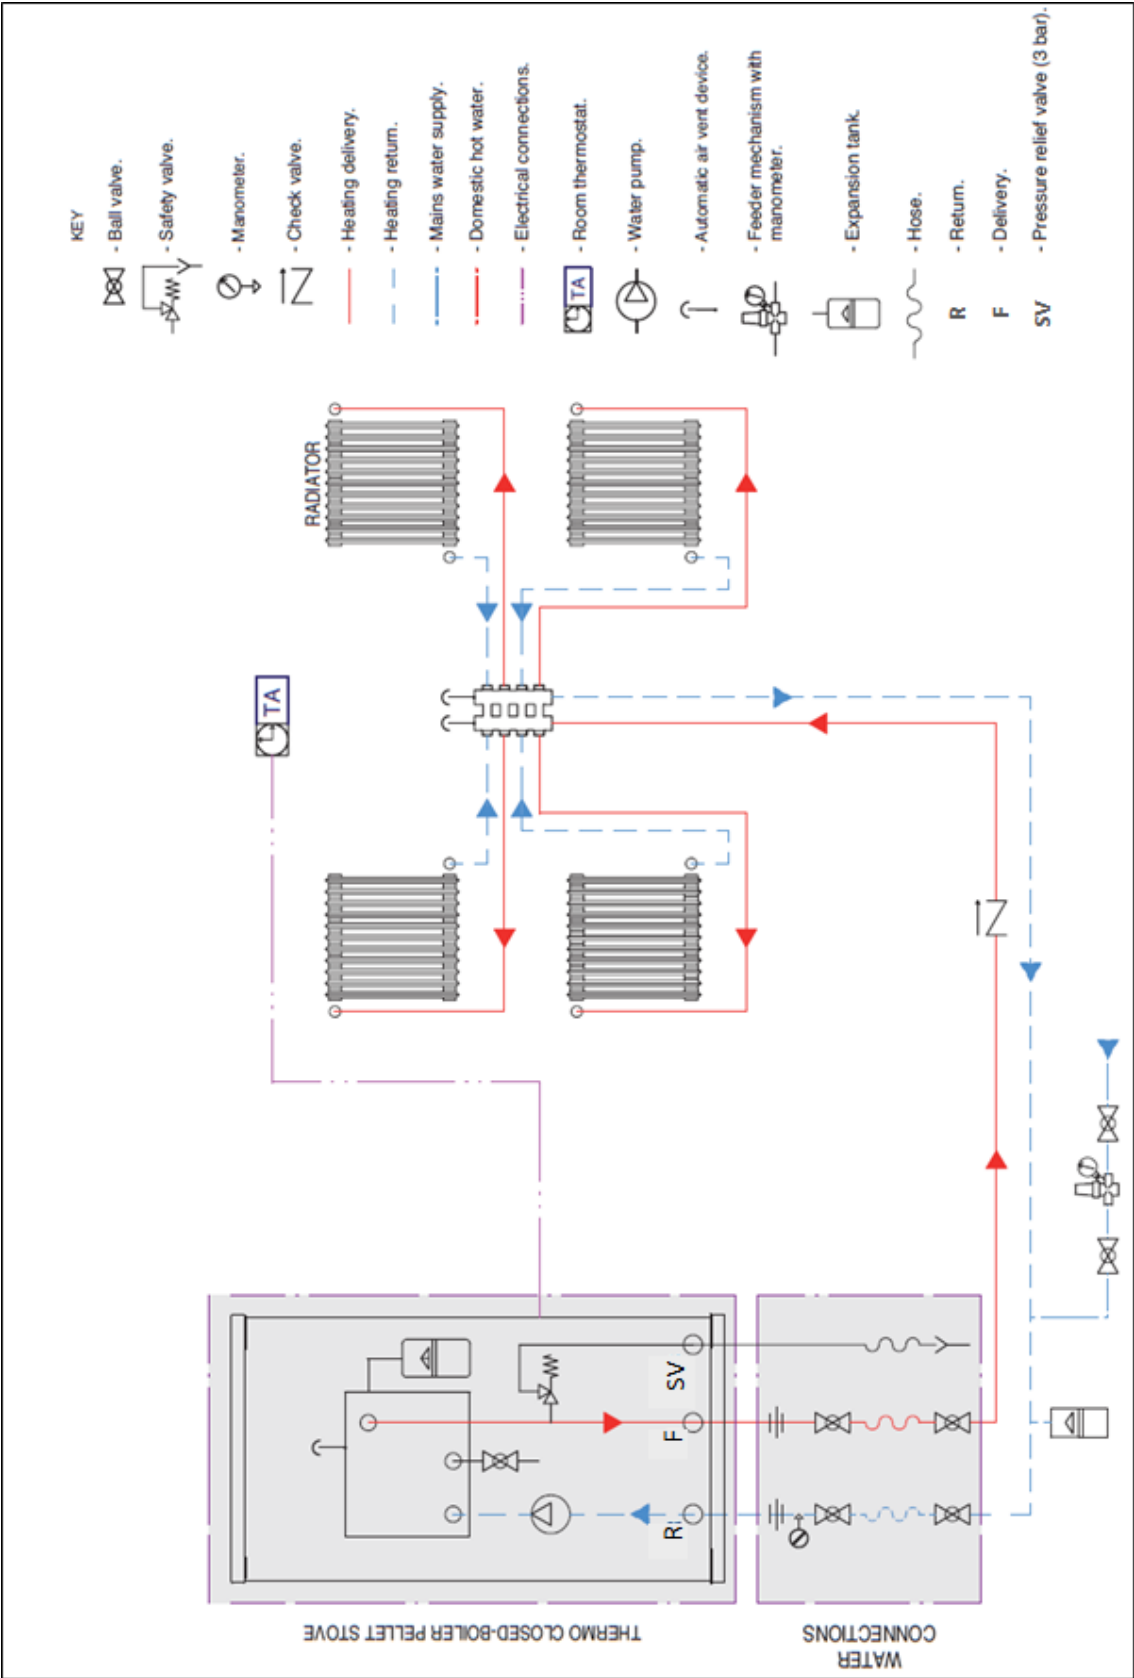 KEY
- Ball valve.
- Safety valve.
- Manometer.
- Check valve.
- Heating delivery.
- Heating return.
- Mains water supply.
- Domestic hot water.
- Electrical connections.
TA
- Room thermostat.
- Water pump.
- Automatic air vent device.
- Feeder mechanism with
manometer.
- Expansion tank.
- Hose.
R
- Return.
F
- Delivery.
SV
- Pressure relief valve (3 bar).
RADIATOR
TA
SV
F
R
THERMO CLOSED-BOILER PELLET STOVE
WATER
CONNECTIONS